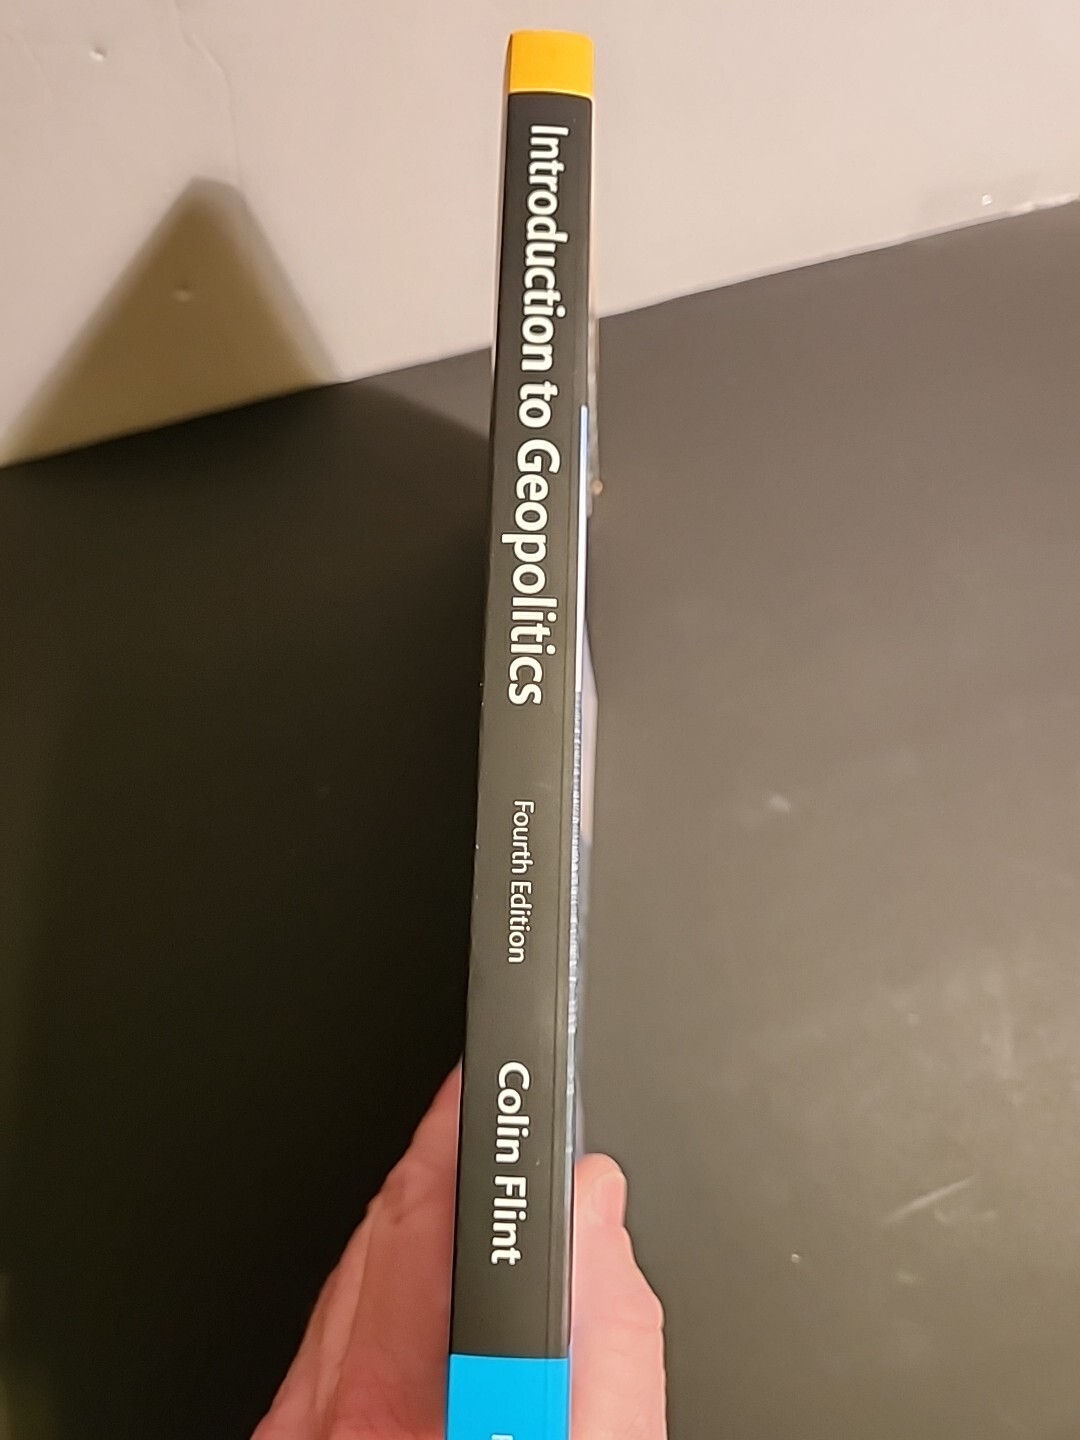 Introduction to Geopolitics
Fourth Edition
Colin Flint